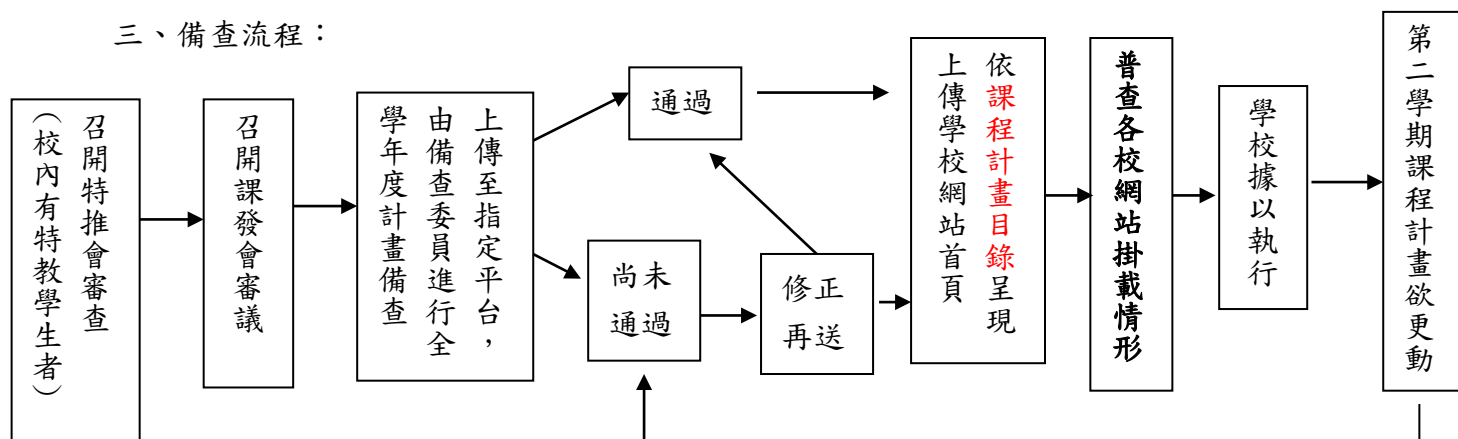 三、備查流程：
召開特推會審查
（校內有特教學生者）
召開課發會審議
上傳至指定平台，
由備查委員進行全
學年度計畫備查
通過
尚未
通過
修正
再送
依課程計畫目錄呈現
上傳學校網站首頁
普查各校網站掛載情形
學校據以執行
第二學期課程計畫欲更動